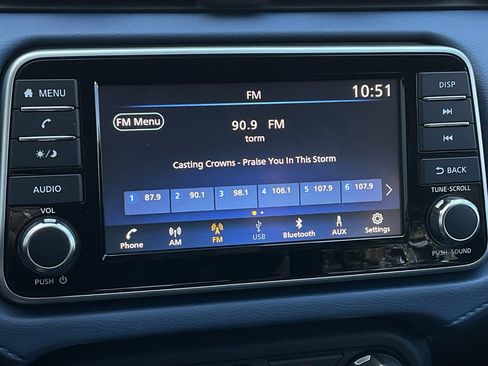 FM
10:51
MENU
DISP
FM Menu
90.9 FM
torm
Casting Crowns - Praise You In This Storm
BACK
AUDIO
1 87.9 2 90.1 3 98.1 4 106.1 5 107.9 6 107.9
VOL
TUNE·SCROLL
Phone AM FM USB Bluetooth AUX Settings
PUSH
PUSH·SOUND